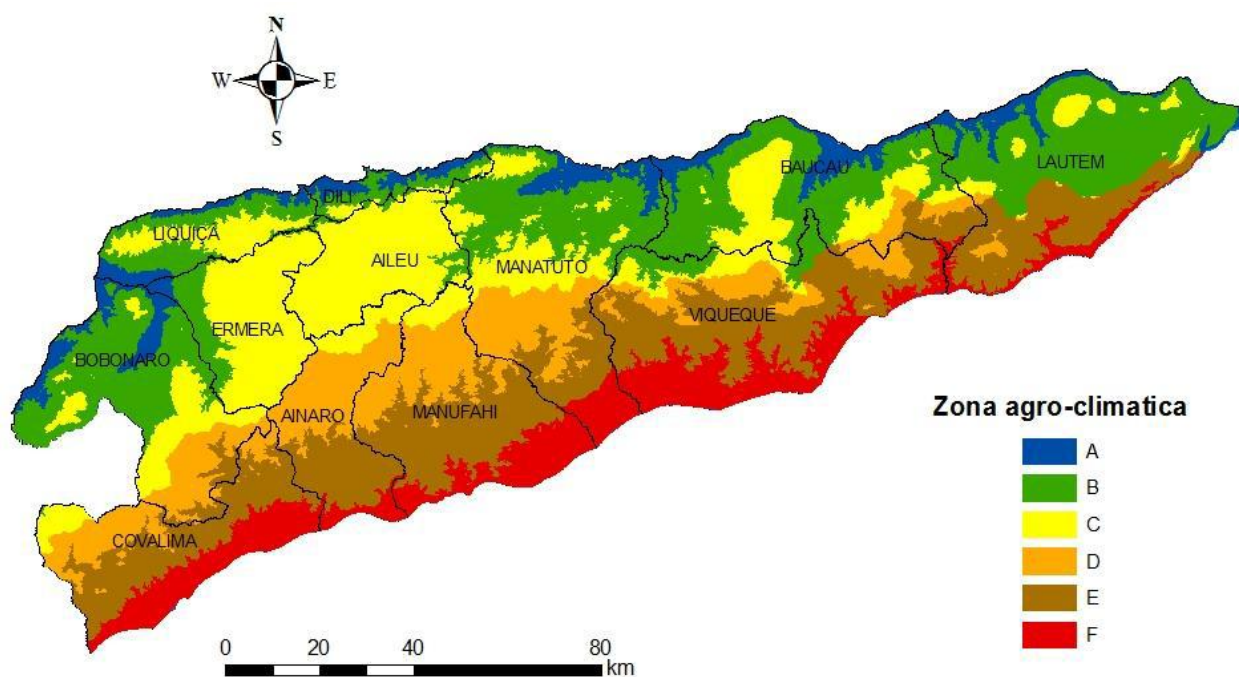 N
W E
S
LAUTEM
BAUCAU
DILI
LIQUIÇA
AILEU
MANATUTO
VIQUEQUE
ERMERA
BOBONARO
AINARO
MANUFAHI
COVALIMA
Zona agro-climatica
A
B
C
D
E
F
0 20 40 80
km